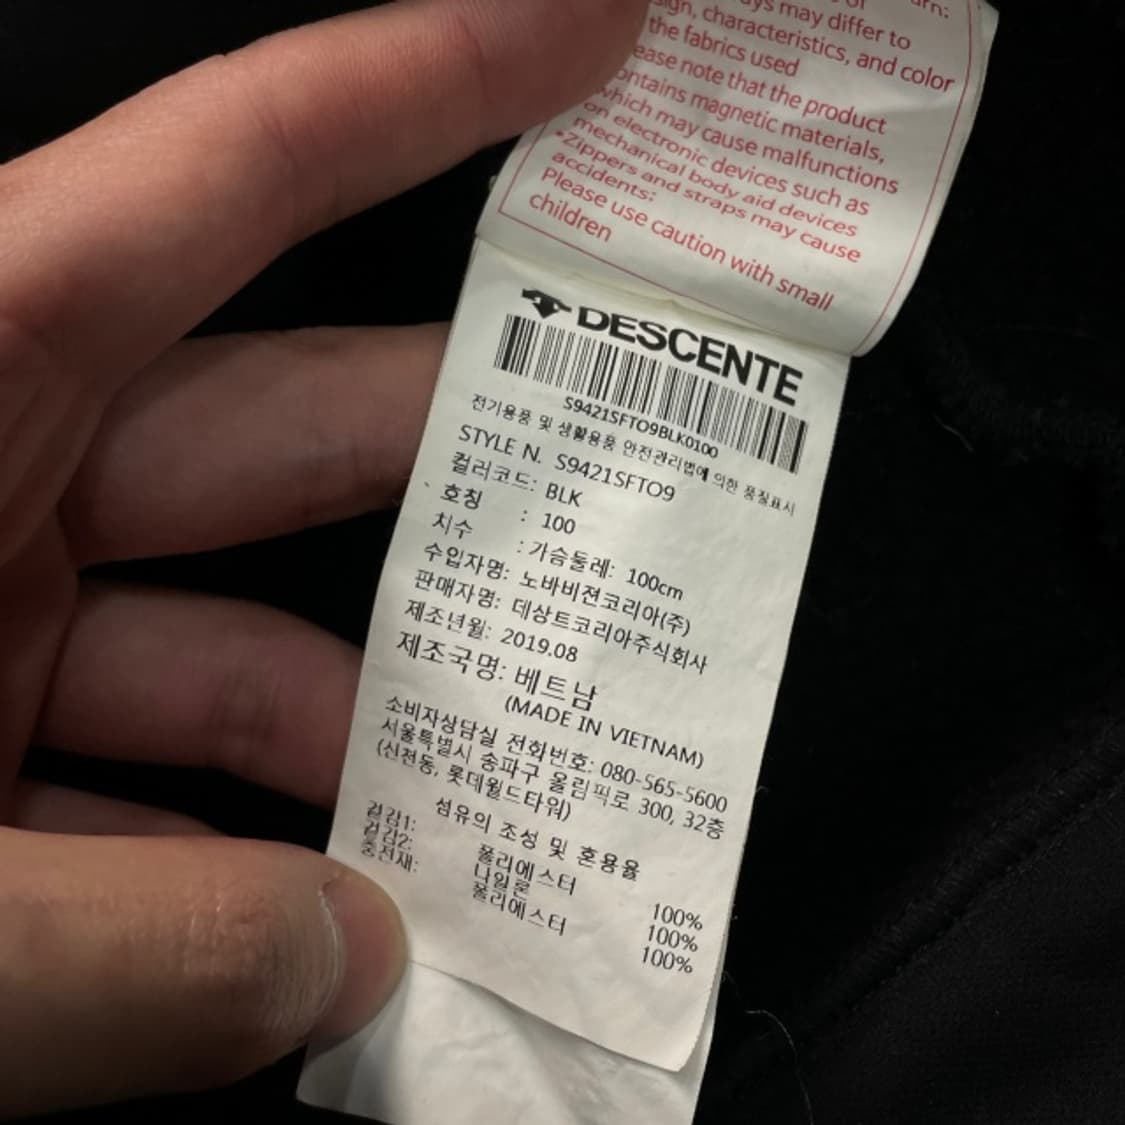 urn:
ays may differ to
sign, characteristics, and color
the fabrics used
ease note that the product
ontains magnetic materials,
which may cause malfunctions
on electronic devices such as
mechanical body aid devices
*Zippers and straps may cause
accidents;
Please use caution with small
children
DESCENTE
S9421SFTO9BLK0100
전기용품 및 생활용품 안전관리법에 의한 품질표시
STYLE N. S9421SFTO9
컬러코드: BLK
호칭 : 100
치수 : 가슴둘레: 100cm
수입자명: 노바비젼코리아(주)
판매자명: 데상트코리아주식회사
제조년월: 2019.08
제조국명: 베트남
(MADE IN VIETNAM)
소비자상담실 전화번호: 080-565-5600
서울특별시 송파구 올림픽로 300, 32층
(신천동, 롯데월드타워)
섬유의 조성 및 혼용율
겉감1: 폴리에스터 100%
겉감2: 나일론 100%
충전재: 폴리에스터 100%